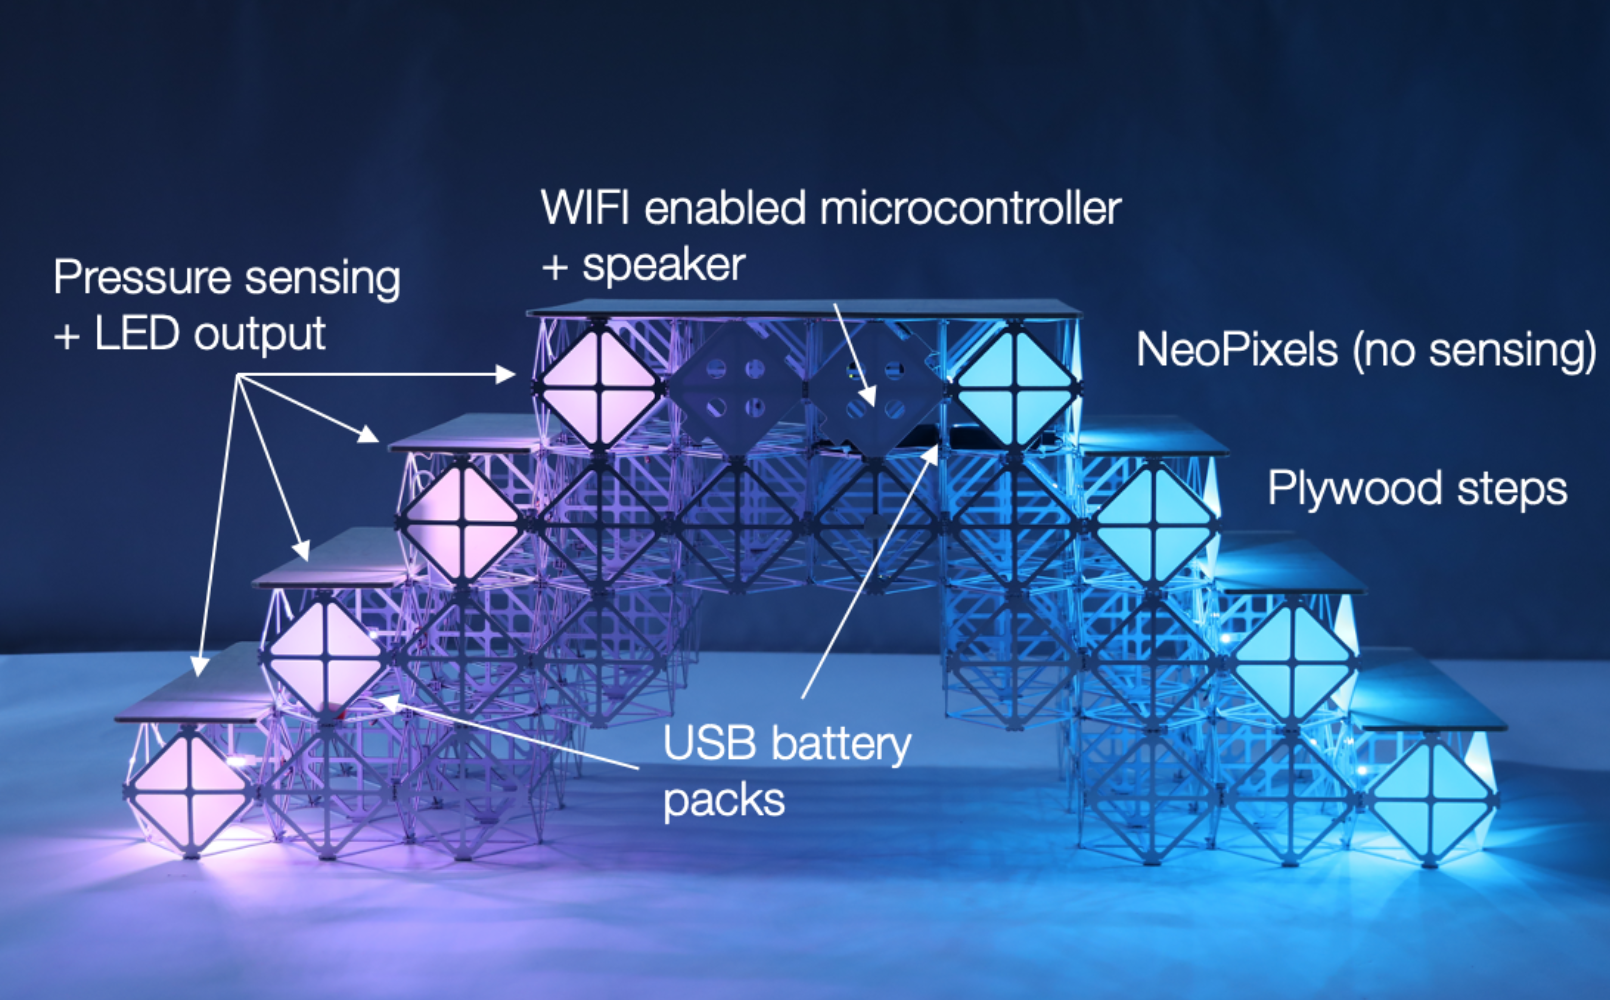 WIFI enabled microcontroller
+ speaker
Pressure sensing
+ LED output
NeoPixels (no sensing)
Plywood steps
USB battery
packs